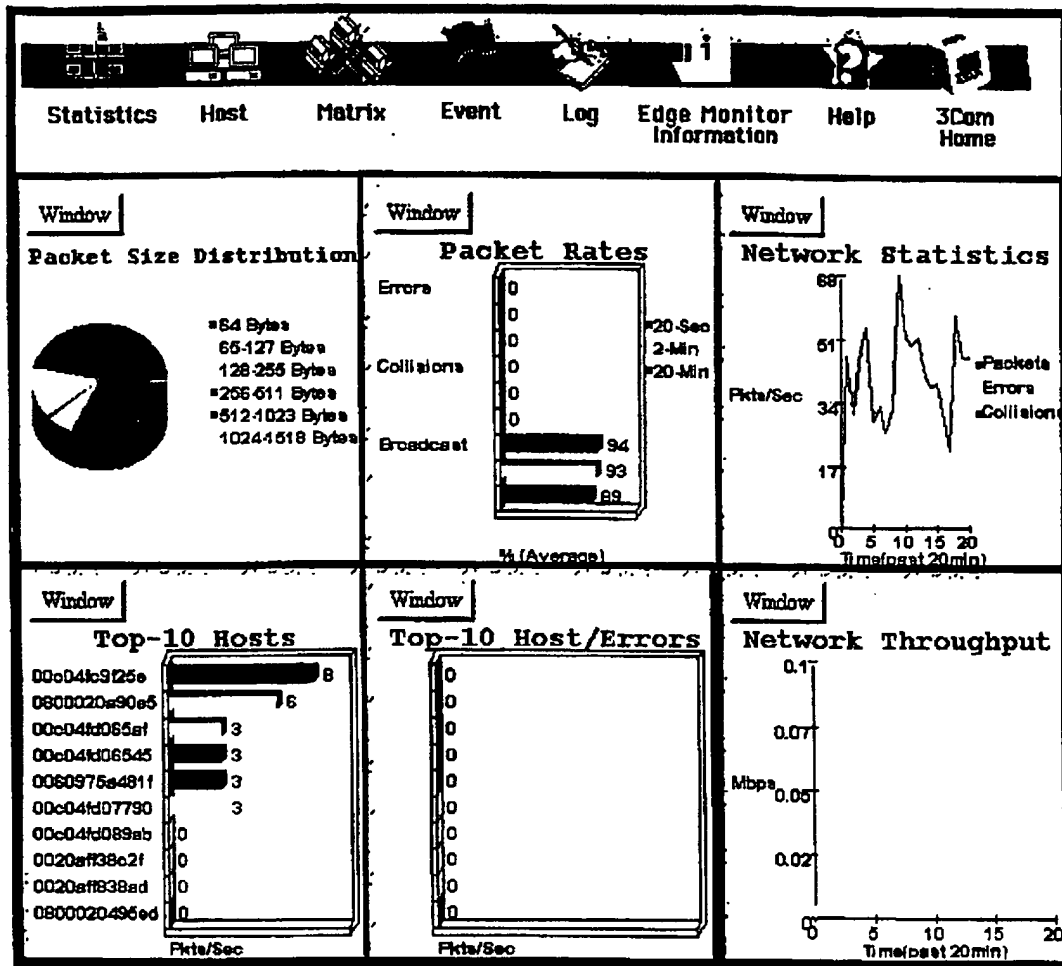 Statistics
Host
Matrix
Event
Log
Edge Monitor
Information
Help
3Com
Home
Window
Packet Size Distribution
64 Bytes
65-127 Bytes
128-255 Bytes
256-511 Bytes
512-1023 Bytes
1024-1518 Bytes
Window
Packet Rates
Errors
0
0
0
Collisions
0
0
0
Broadcast
94
93
89
20-Sec
2-Min
20-Min
% (Average)
Window
Network Statistics
68
51
34
17
0
Pkts/Sec
0 5 10 15 20
Time(past 20min)
Packets
Errors
Collisions
Window
Top-10 Hosts
00c04fc9f25e 8
0800020a90e5 6
00c04fd065af 3
00c04fd06545 3
0060975a481f 3
00c04fd07790 3
00c04fd089ab 0
0020aff38c2f 0
0020aff838ad 0
0800020495ed 0
Pkts/Sec
Window
Top-10 Host/Errors
0
0
0
0
0
0
0
0
0
0
Pkts/Sec
Window
Network Throughput
0.1
0.07
Mbps 0.05
0.02
0
0 5 10 15 20
Time(past 20min)